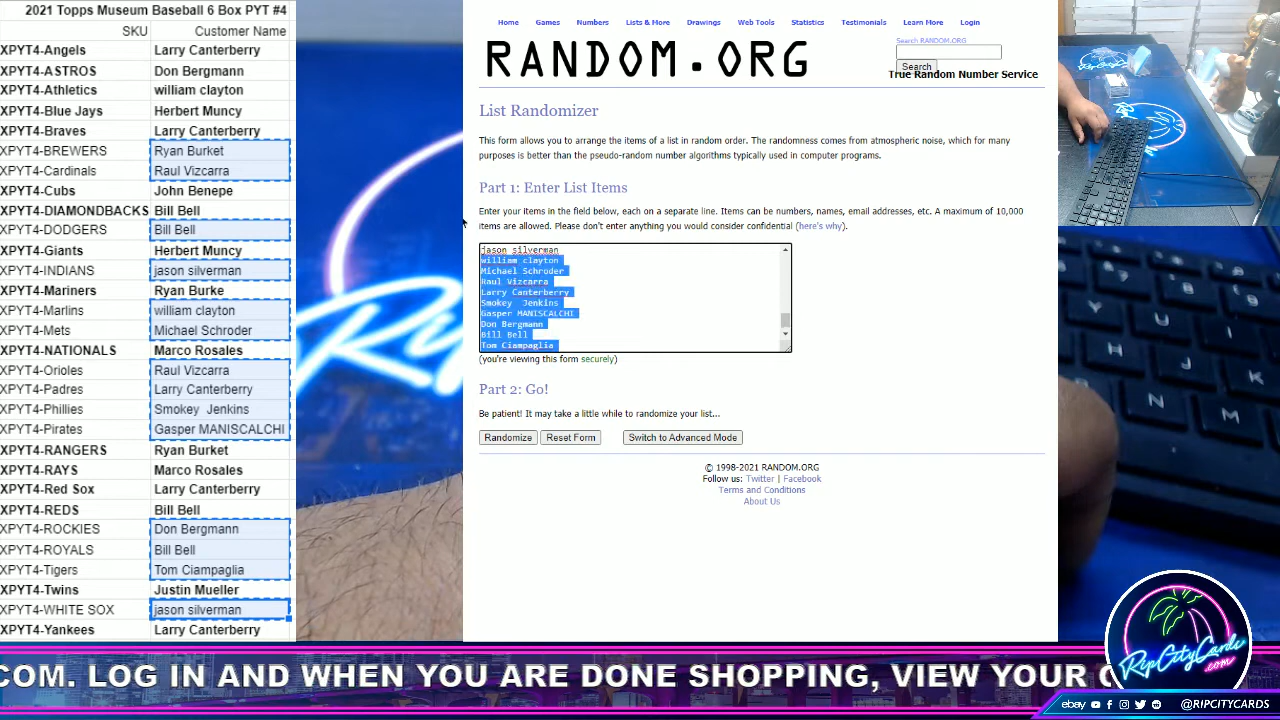 2021 Topps Museum Baseball 6 Box PYT #4
SKU Customer Name
XPYT4-Angels Larry Canterberry
XPYT4-ASTROS Don Bergmann
XPYT4-Athletics william clayton
XPYT4-Blue Jays Herbert Muncy
XPYT4-Braves Larry Canterberry
XPYT4-BREWERS Ryan Burket
XPYT4-Cardinals Raul Vizcarra
XPYT4-Cubs John Benepe
XPYT4-DIAMONDBACKS Bill Bell
XPYT4-DODGERS Bill Bell
XPYT4-Giants Herbert Muncy
XPYT4-INDIANS jason silverman
XPYT4-Mariners Ryan Burke
XPYT4-Marlins william clayton
XPYT4-Mets Michael Schroder
XPYT4-NATIONALS Marco Rosales
XPYT4-Orioles Raul Vizcarra
XPYT4-Padres Larry Canterberry
XPYT4-Phillies Smokey Jenkins
XPYT4-Pirates Gasper MANISCALCHI
XPYT4-RANGERS Ryan Burket
XPYT4-RAYS Marco Rosales
XPYT4-Red Sox Larry Canterberry
XPYT4-REDS Bill Bell
XPYT4-ROCKIES Don Bergmann
XPYT4-ROYALS Bill Bell
XPYT4-Tigers Tom Ciampaglia
XPYT4-Twins Justin Mueller
XPYT4-WHITE SOX jason silverman
XPYT4-Yankees Larry Canterberry
Home Games Numbers Lists & More Drawings Web Tools Statistics Testimonials Learn More Login
RANDOM.ORG
Search RANDOM.ORG
Search
True Random Number Service
List Randomizer
This form allows you to arrange the items of a list in random order. The randomness comes from atmospheric noise, which for many
purposes is better than the pseudo-random number algorithms typically used in computer programs.
Part 1: Enter List Items
Enter your items in the field below, each on a separate line. Items can be numbers, names, email addresses, etc. A maximum of 10,000
items are allowed. Please don't enter anything you would consider confidential (here's why).
jason silverman
william clayton
Michael Schroder
Raul Vizcarra
Larry Canterberry
Smokey Jenkins
Gasper MANISCALCHI
Don Bergmann
Bill Bell
Tom Ciampaglia
(you're viewing this form securely)
Part 2: Go!
Be patient! It may take a little while to randomize your list...
Randomize Reset Form Switch to Advanced Mode
© 1998-2021 RANDOM.ORG
Follow us: Twitter | Facebook
Terms and Conditions
About Us
COM. LOG IN AND WHEN YOU ARE DONE SHOPPING, VIEW YOUR
RipCityCards
.com
ebay @RIPCITYCARDS